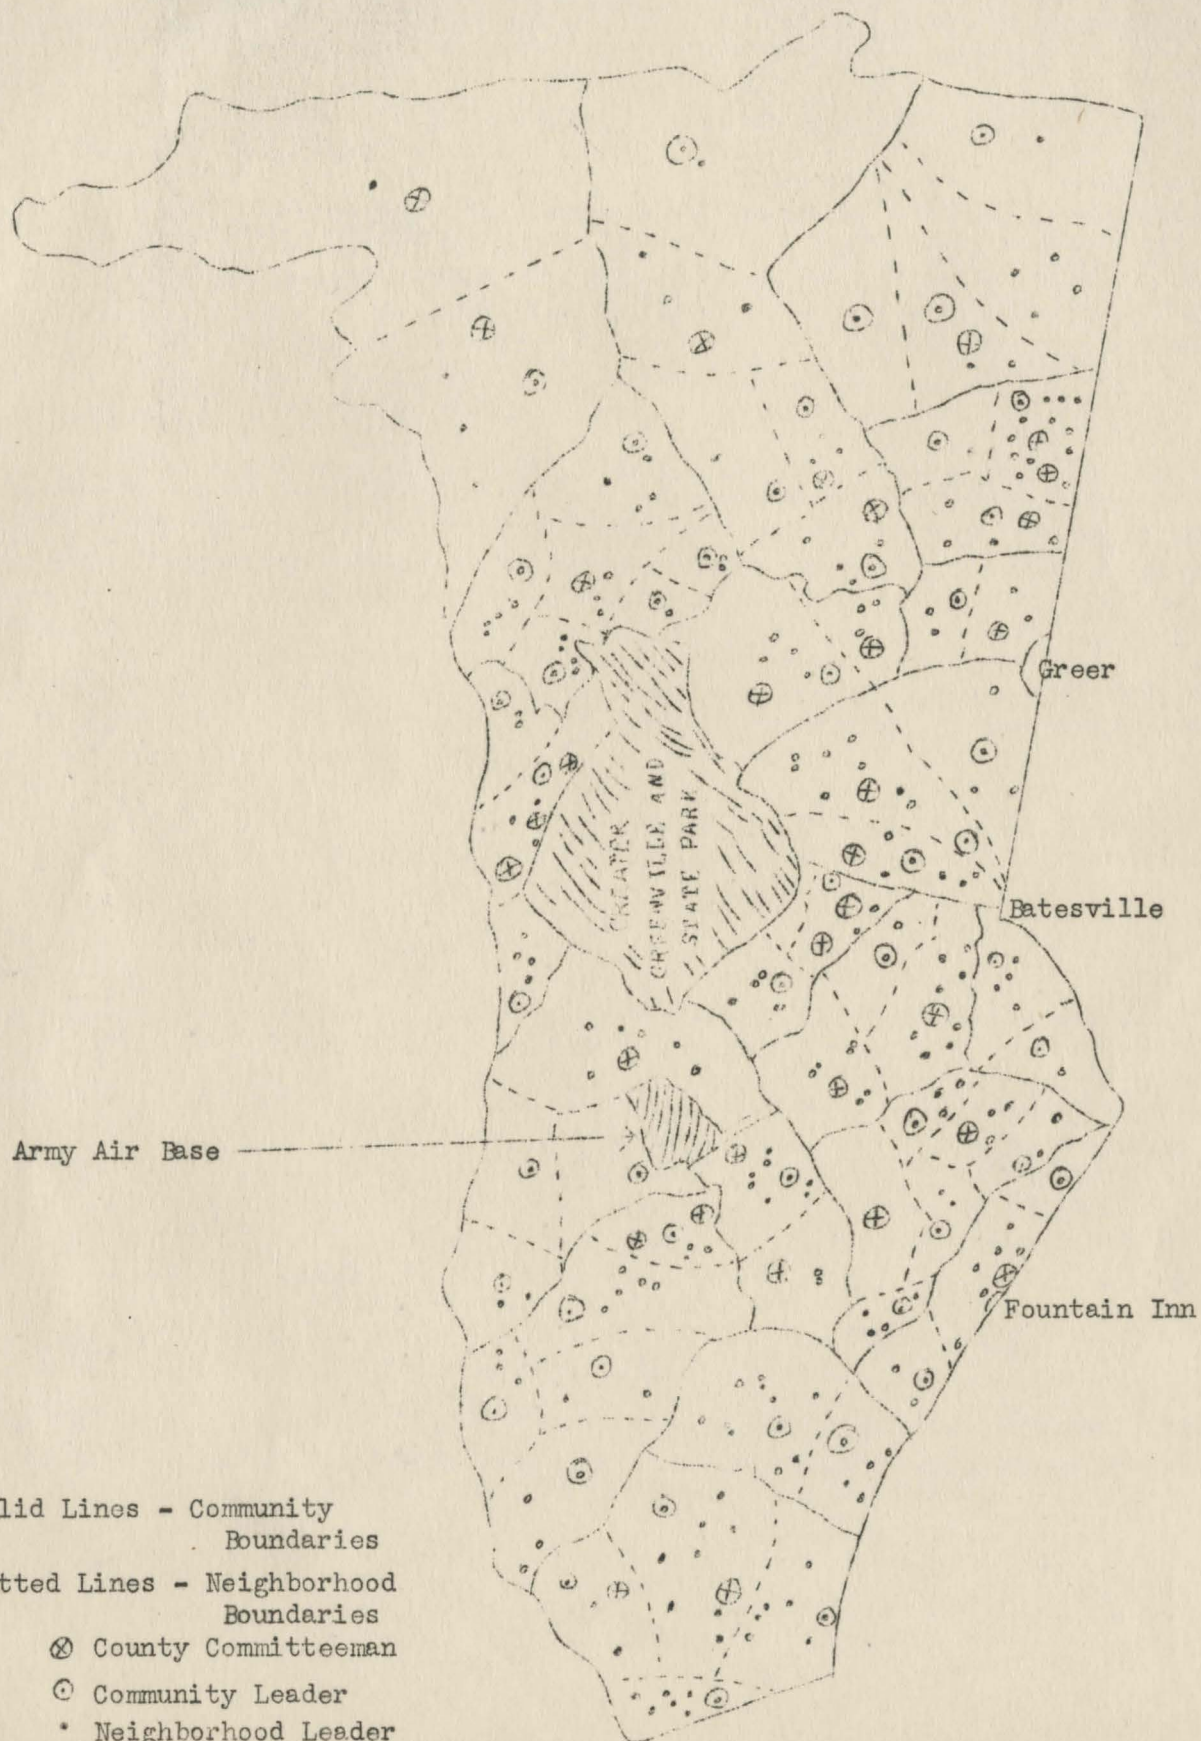 Greer
GREATER
GREENVILLE AND
STATE PARK
Batesville
Army Air Base
Fountain Inn
lid Lines - Community
Boundaries
tted Lines - Neighborhood
Boundaries
⊗ County Committeeman
⊙ Community Leader
• Neighborhood Leader